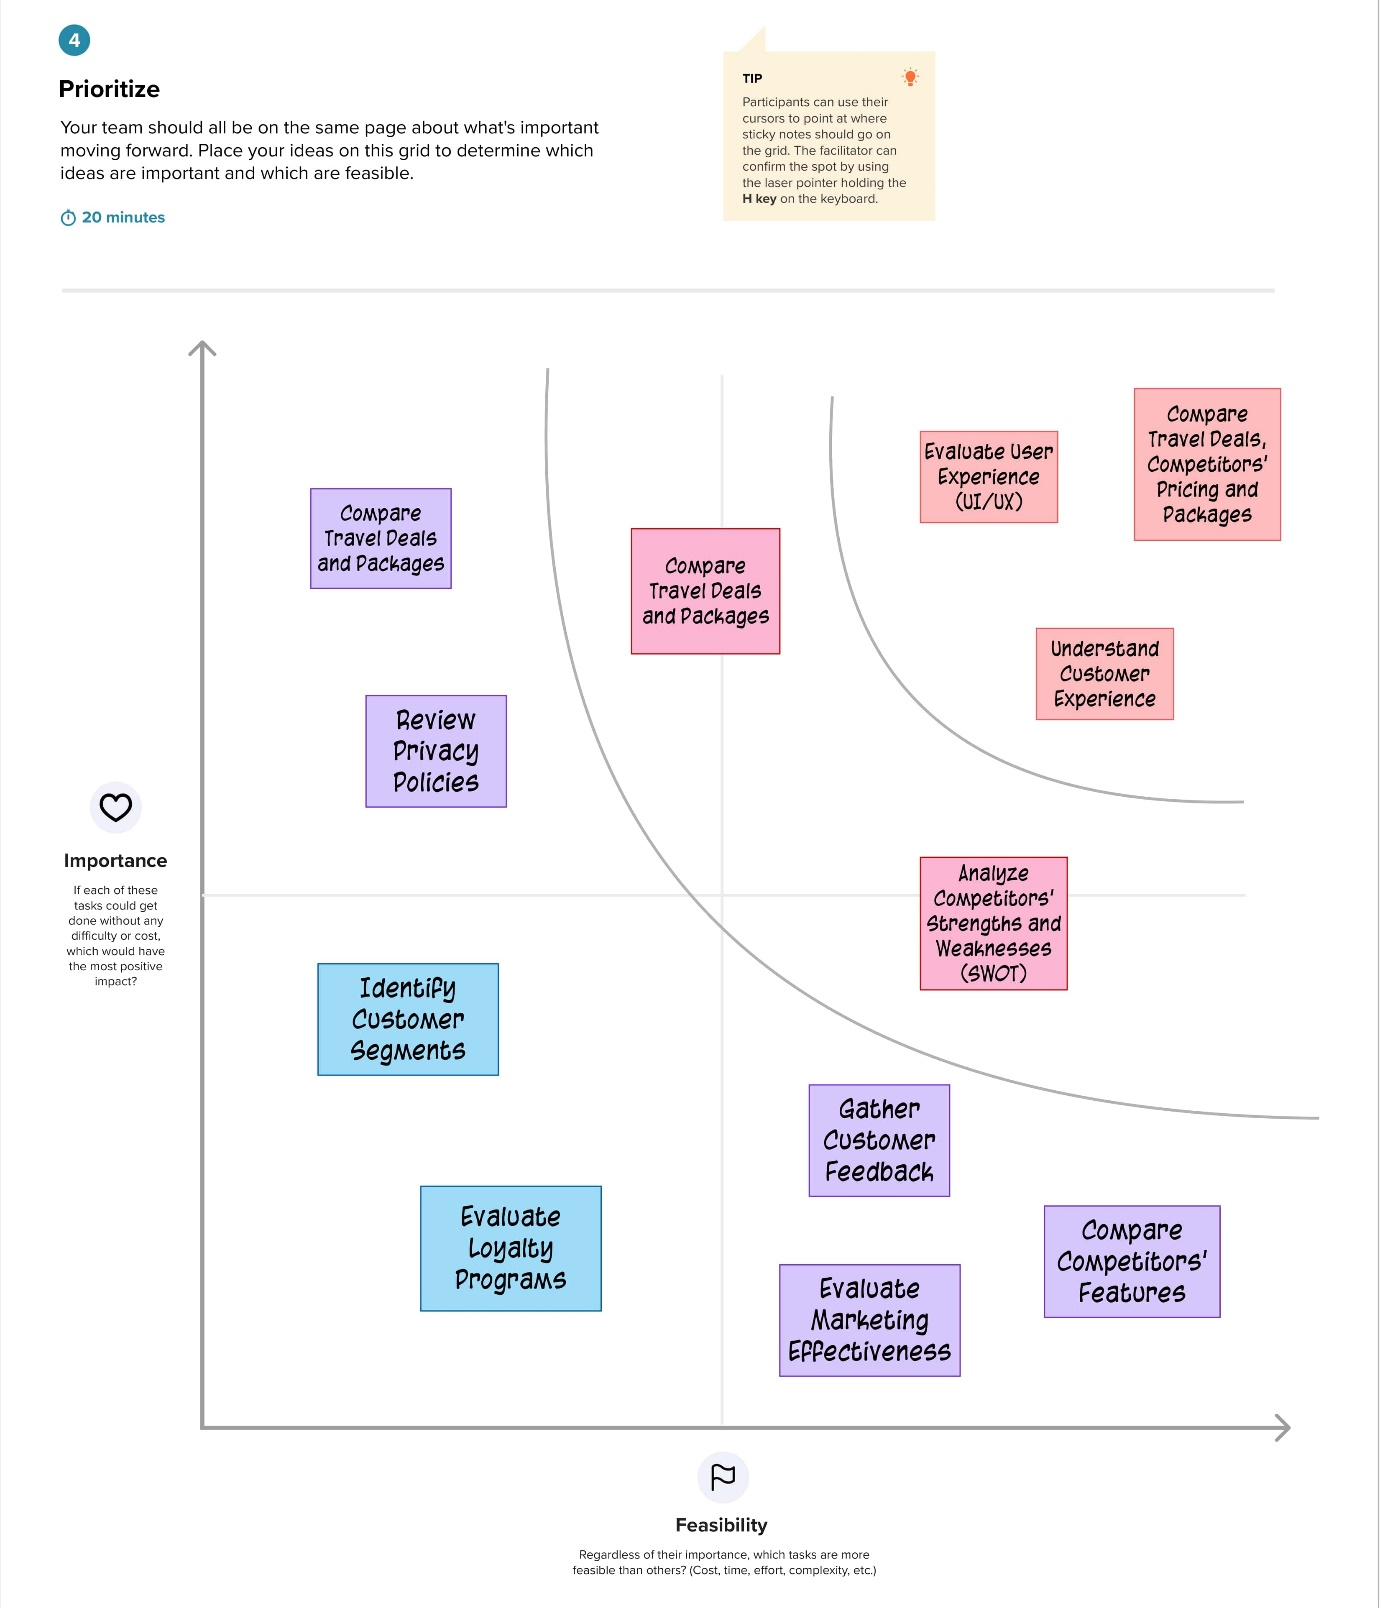 4
Prioritize
Your team should all be on the same page about what's important
moving forward. Place your ideas on this grid to determine which
ideas are important and which are feasible.
20 minutes
TIP
Participants can use their
cursors to point at where
sticky notes should go on
the grid. The facilitator can
confirm the spot by using
the laser pointer holding the
H key on the keyboard.
Compare
Travel Deals,
Competitors'
Pricing and
Packages
Evaluate User
Experience
(UI/UX)
Compare
Travel Deals
and Packages
Compare
Travel Deals
and Packages
Understand
Customer
Experience
Review
Privacy
Policies
Importance
If each of these
tasks could get
done without any
difficulty or cost,
which would have
the most positive
impact?
Analyze
Competitors'
Strengths and
Weaknesses
(SWOT)
Identify
Customer
Segments
Gather
Customer
Feedback
Evaluate
Loyalty
Programs
Compare
Competitors'
Features
Evaluate
Marketing
Effectiveness
Feasibility
Regardless of their importance, which tasks are more
feasible than others? (Cost, time, effort, complexity, etc.)